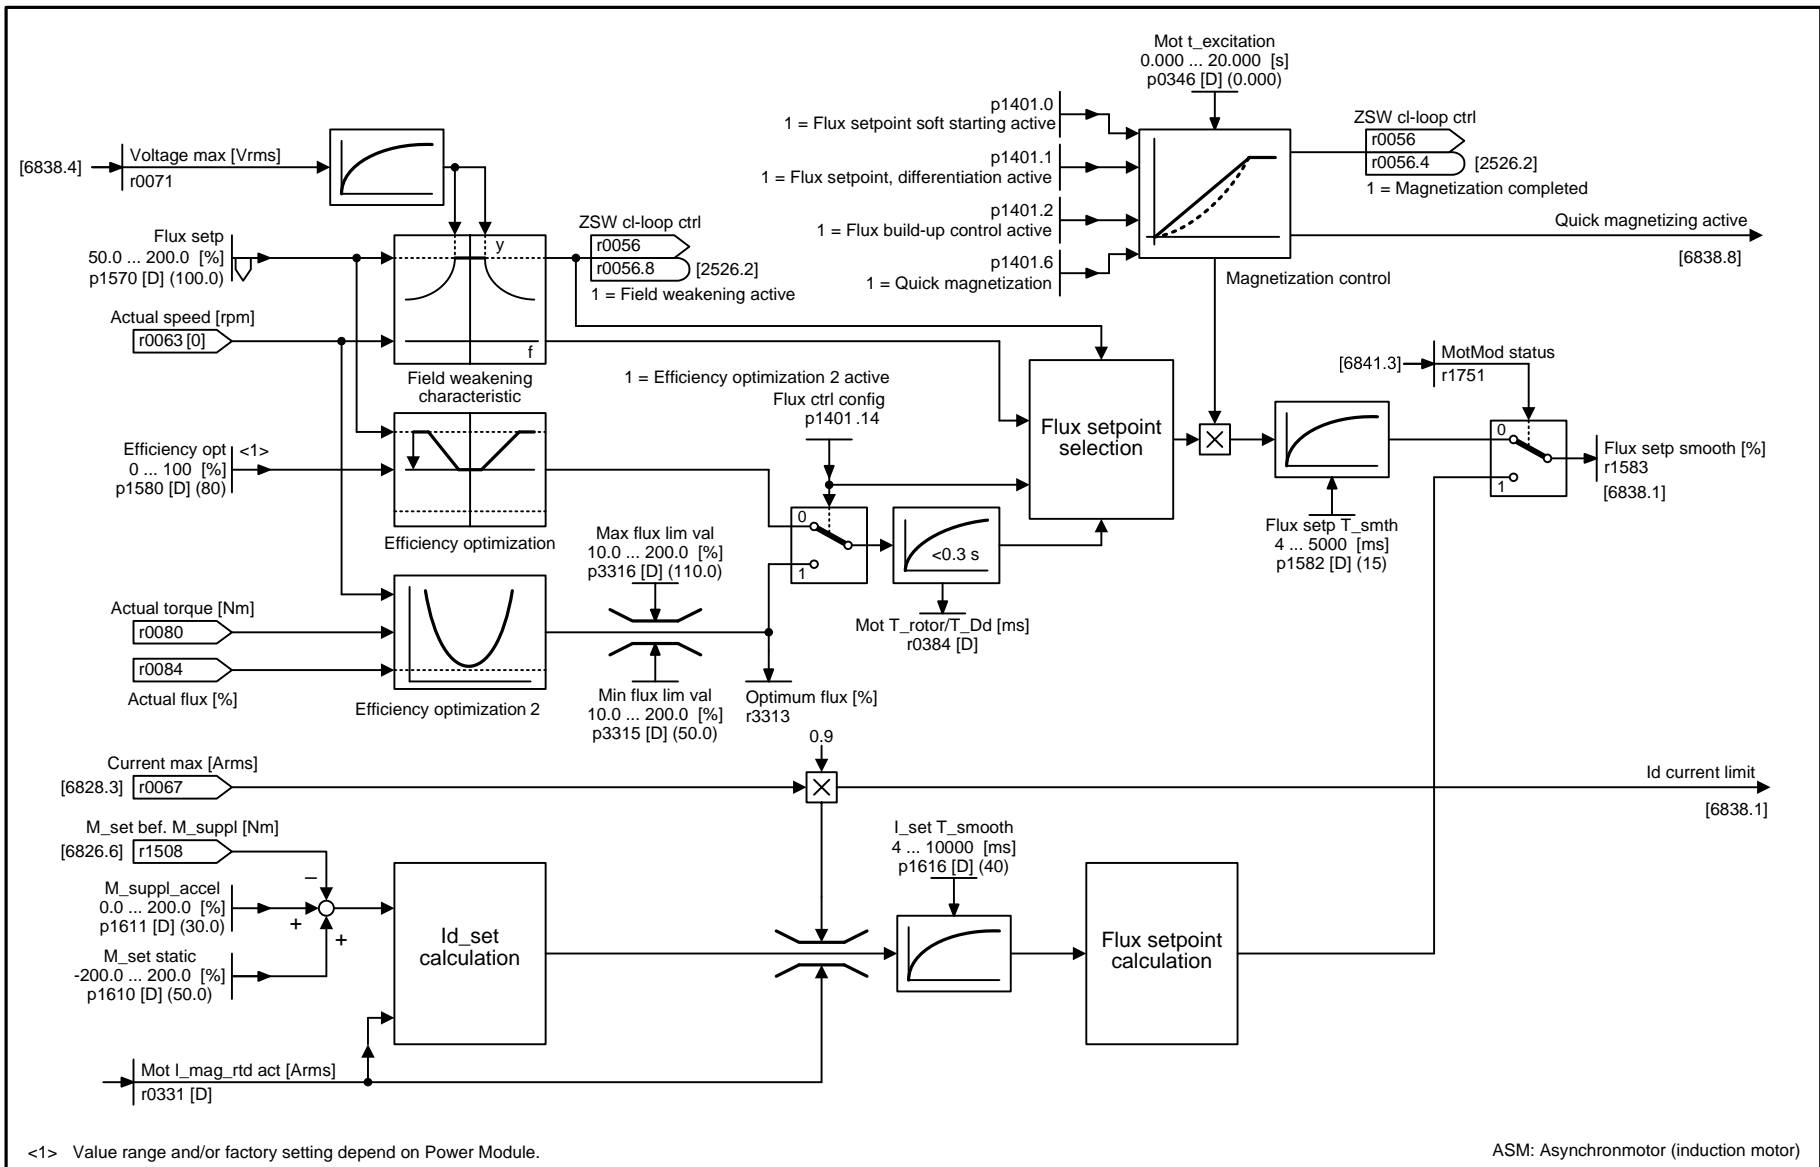 Mot t_excitation
0.000 ... 20.000 [s]
p0346 [D] (0.000)
p1401.0
1 = Flux setpoint soft starting active
p1401.1
1 = Flux setpoint, differentiation active
p1401.2
1 = Flux build-up control active
p1401.6
1 = Quick magnetization
ZSW cl-loop ctrl
r0056
r0056.4
[2526.2]
1 = Magnetization completed
Quick magnetizing active
[6838.8]
Magnetization control
[6838.4]
Voltage max [Vrms]
r0071
Flux setp
50.0 ... 200.0 [%]
p1570 [D] (100.0)
Actual speed [rpm]
r0063 [0]
y
f
Field weakening
characteristic
ZSW cl-loop ctrl
r0056
r0056.8
[2526.2]
1 = Field weakening active
1 = Efficiency optimization 2 active
Flux ctrl config
p1401 .14
Flux setpoint
selection
[6841.3]
MotMod status
r1751
0
1
Flux setp smooth [%]
r1583
[6838.1]
Flux setp T_smth
4 ... 5000 [ms]
p1582 [D] (15)
Efficiency opt
<1>
0 ... 100 [%]
p1580 [D] (80)
Efficiency optimization
0
1
<0.3 s
Mot T_rotor/T_Dd [ms]
r0384 [D]
Max flux lim val
10.0 ... 200.0 [%]
p3316 [D] (110.0)
Actual torque [Nm]
r0080
r0084
Actual flux [%]
Efficiency optimization 2
Min flux lim val
10.0 ... 200.0 [%]
p3315 [D] (50.0)
Optimum flux [%]
r3313
0.9
Current max [Arms]
[6828.3]
r0067
Id current limit
[6838.1]
M_set bef. M_suppl [Nm]
[6826.6]
r1508
–
M_suppl_accel
0.0 ... 200.0 [%]
p1611 [D] (30.0)
+
+
M_set static
-200.0 ... 200.0 [%]
p1610 [D] (50.0)
Id_set
calculation
I_set T_smooth
4 ... 10000 [ms]
p1616 [D] (40)
Flux setpoint
calculation
Mot I_mag_rtd act [Arms]
r0331 [D]
<1> Value range and/or factory setting depend on Power Module.
ASM: Asynchronmotor (induction motor)